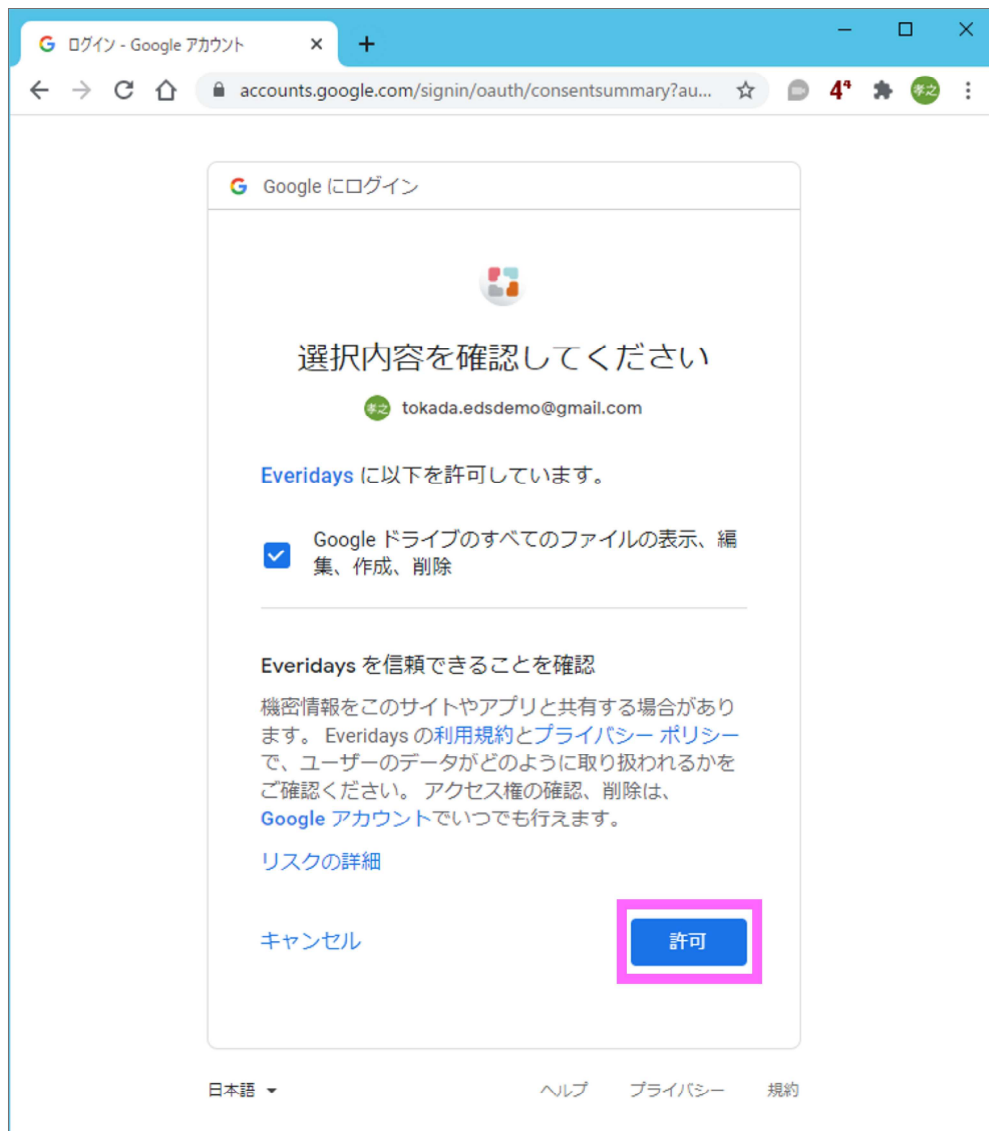 ログイン - Google アカウント
accounts.google.com/signin/oauth/consentsummary?au...
4ª
孝之
Google にログイン
選択内容を確認してください
孝之 tokada.edsdemo@gmail.com
Everidays に以下を許可しています。
Google ドライブのすべてのファイルの表示、編
集、作成、削除
Everidays を信頼できることを確認
機密情報をこのサイトやアプリと共有する場合があり
ます。 Everidays の利用規約とプライバシー ポリシー
で、ユーザーのデータがどのように取り扱われるかを
ご確認ください。 アクセス権の確認、削除は、
Google アカウントでいつでも行えます。
リスクの詳細
キャンセル 許可
日本語 ヘルプ プライバシー 規約